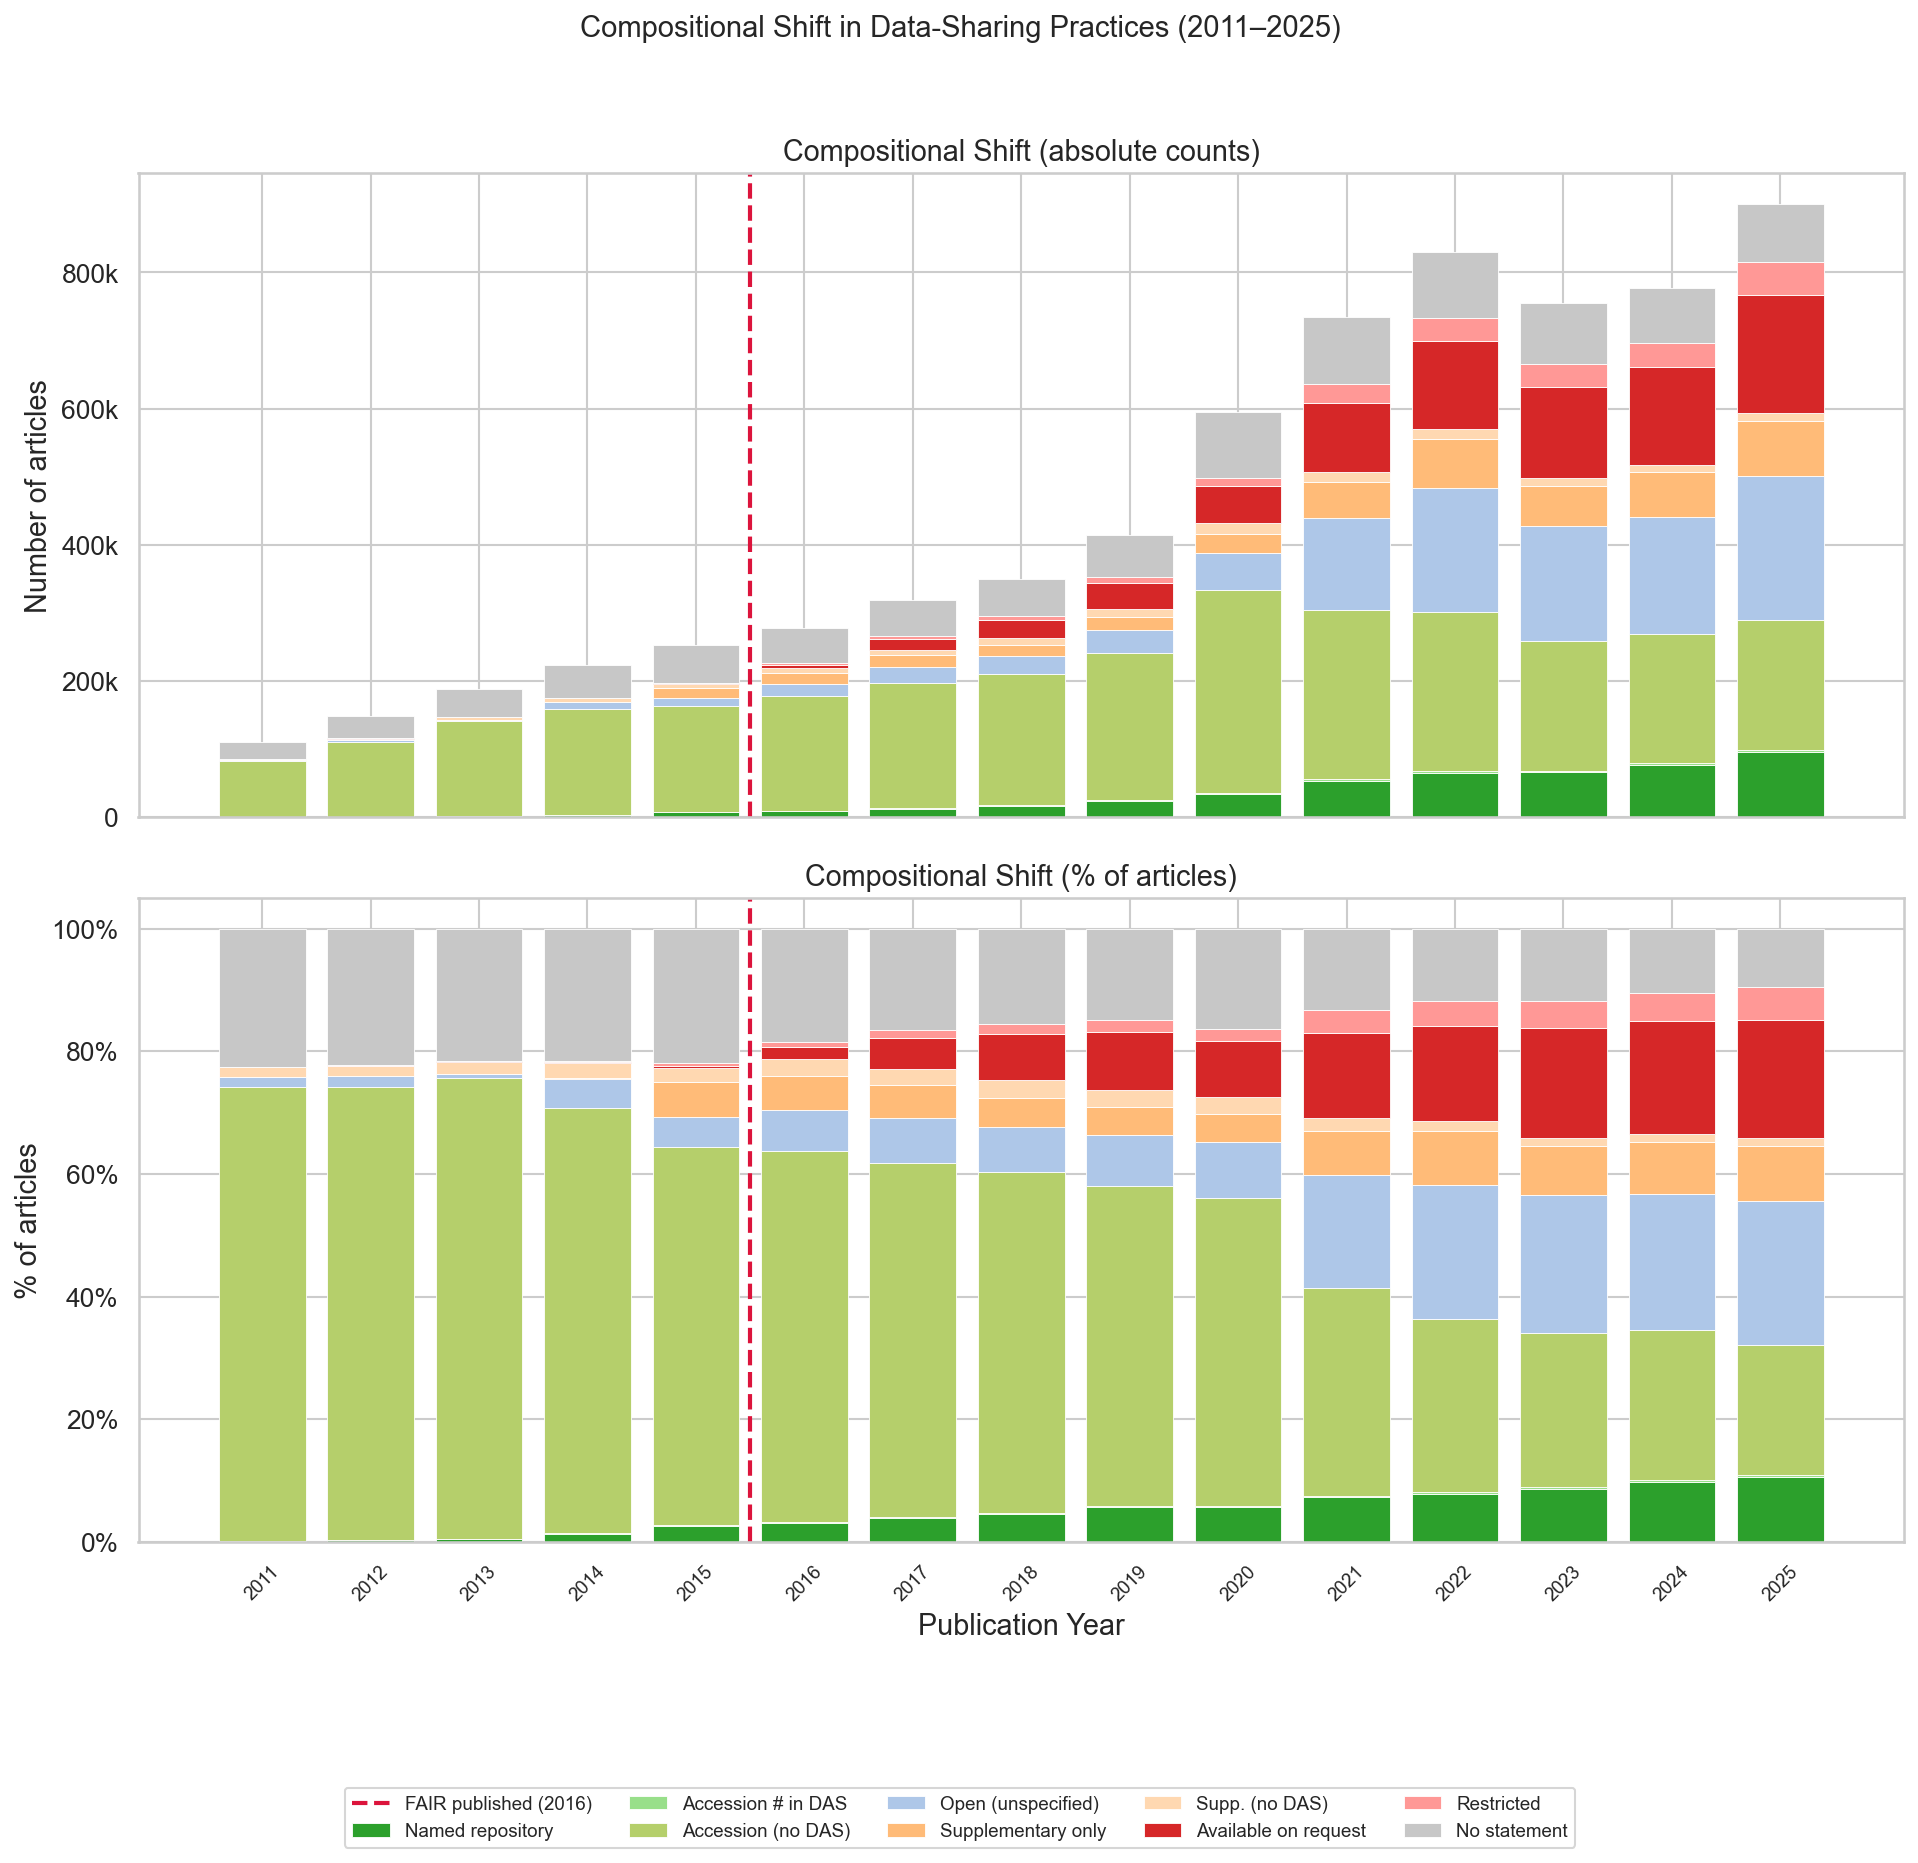 Compositional Shift in Data-Sharing Practices (2011–2025)
Compositional Shift (absolute counts)
Number of articles
800k
600k
400k
200k
0
Compositional Shift (% of articles)
% of articles
100%
80%
60%
40%
20%
0%
2011 2012 2013 2014 2015 2016 2017 2018 2019 2020 2021 2022 2023 2024 2025
Publication Year
FAIR published (2016) Accession # in DAS Open (unspecified) Supp. (no DAS) Restricted
Named repository Accession (no DAS) Supplementary only Available on request No statement